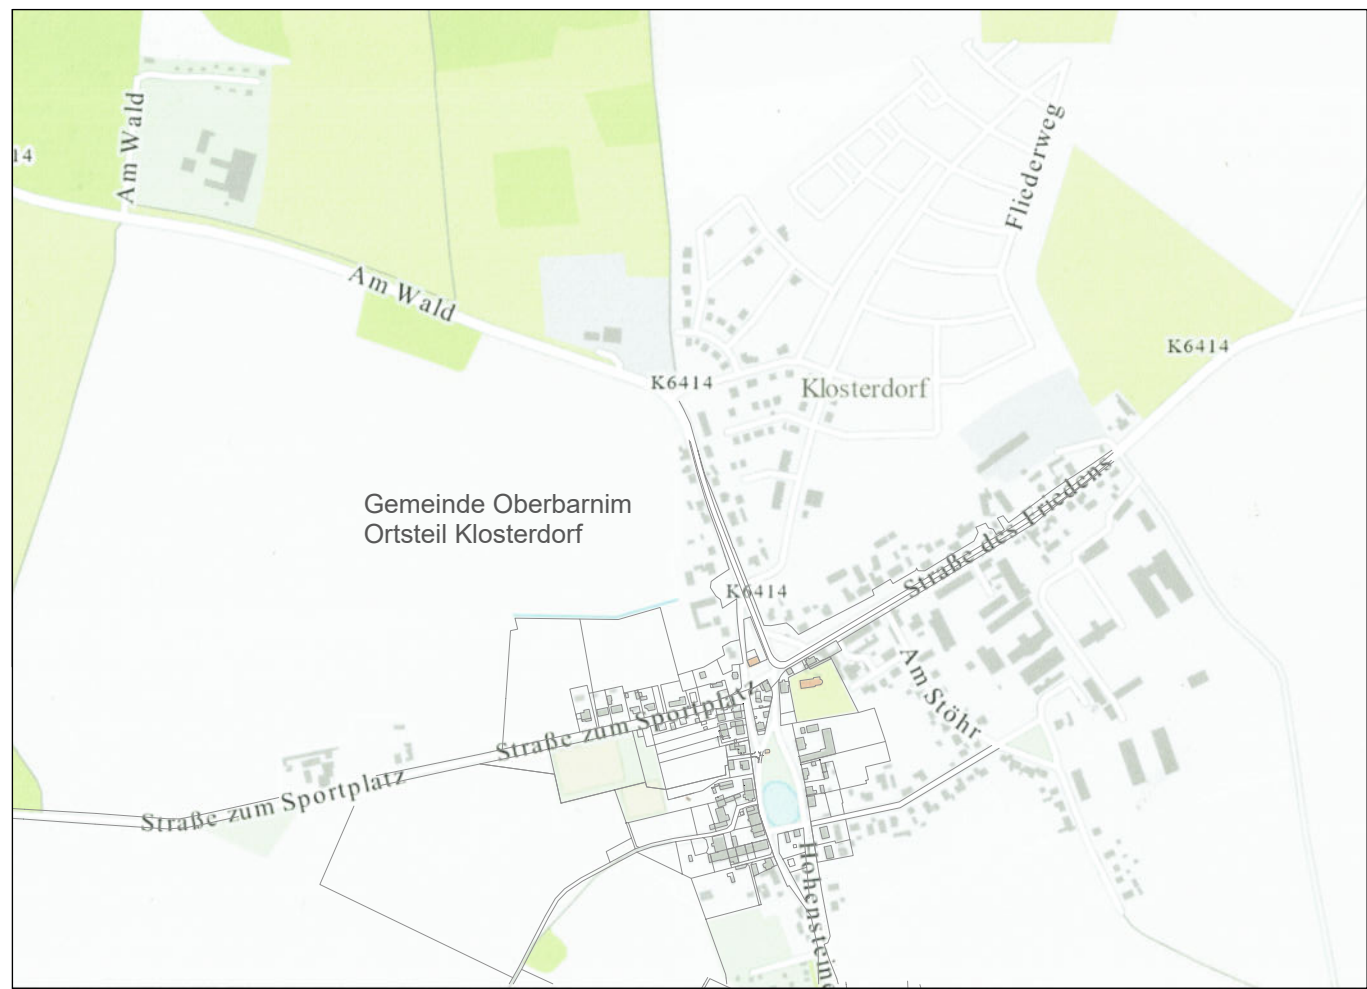 Am Wald
14
Fliederweg
Am Wald
K6414
K6414
Klosterdorf
Gemeinde Oberbarnim
Ortsteil Klosterdorf
Straße des Friedens
K6414
Am Stöhr
Straße zum Sportplatz
Straße zum Sportplatz